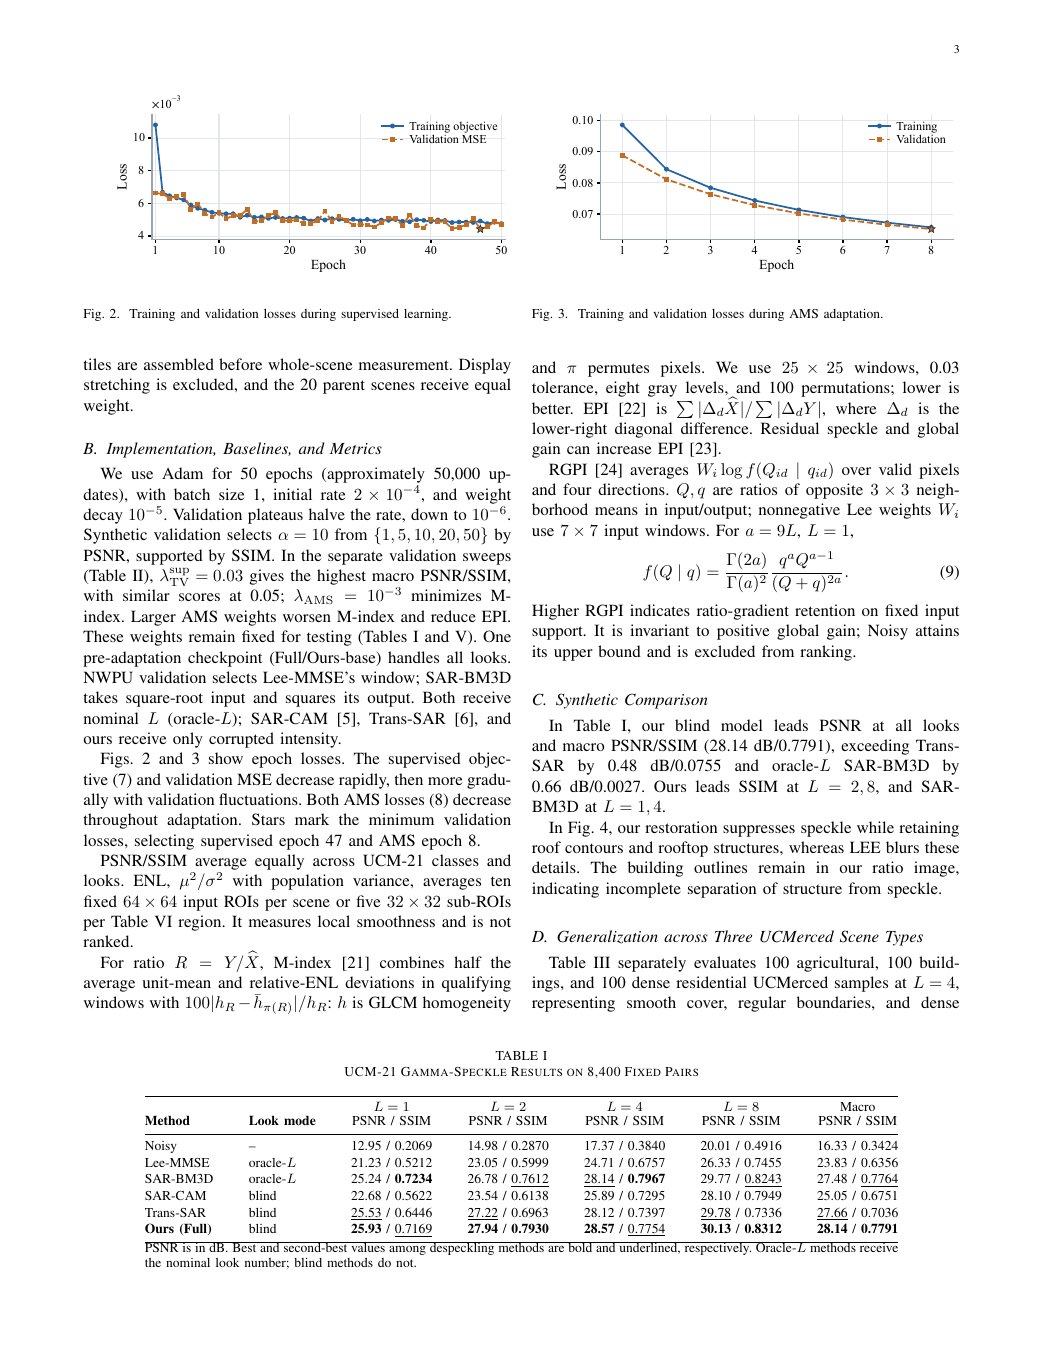 3
×10⁻³
10
8
6
4
Loss
Training objective
Validation MSE
1 10 20 30 40 50
Epoch
Fig. 2. Training and validation losses during supervised learning.
0.10
0.09
0.08
0.07
Loss
Training
Validation
1 2 3 4 5 6 7 8
Epoch
Fig. 3. Training and validation losses during AMS adaptation.
tiles are assembled before whole-scene measurement. Display
stretching is excluded, and the 20 parent scenes receive equal
weight.
B. Implementation, Baselines, and Metrics
We use Adam for 50 epochs (approximately 50,000 up-
dates), with batch size 1, initial rate 2 × 10⁻⁴, and weight
decay 10⁻⁵. Validation plateaus halve the rate, down to 10⁻⁶.
Synthetic validation selects α = 10 from {1, 5, 10, 20, 50} by
PSNR, supported by SSIM. In the separate validation sweeps
(Table II), λ_TV^sup = 0.03 gives the highest macro PSNR/SSIM,
with similar scores at 0.05; λ_AMS = 10⁻³ minimizes M-
index. Larger AMS weights worsen M-index and reduce EPI.
These weights remain fixed for testing (Tables I and V). One
pre-adaptation checkpoint (Full/Ours-base) handles all looks.
NWPU validation selects Lee-MMSE's window; SAR-BM3D
takes square-root input and squares its output. Both receive
nominal L (oracle-L); SAR-CAM [5], Trans-SAR [6], and
ours receive only corrupted intensity.
Figs. 2 and 3 show epoch losses. The supervised objec-
tive (7) and validation MSE decrease rapidly, then more gradu-
ally with validation fluctuations. Both AMS losses (8) decrease
throughout adaptation. Stars mark the minimum validation
losses, selecting supervised epoch 47 and AMS epoch 8.
PSNR/SSIM average equally across UCM-21 classes and
looks. ENL, μ²/σ² with population variance, averages ten
fixed 64 × 64 input ROIs per scene or five 32 × 32 sub-ROIs
per Table VI region. It measures local smoothness and is not
ranked.
For ratio R = Y/X̂, M-index [21] combines half the
average unit-mean and relative-ENL deviations in qualifying
windows with 100|h_R − h̄_π(R)|/h_R: h is GLCM homogeneity
and π permutes pixels. We use 25 × 25 windows, 0.03
tolerance, eight gray levels, and 100 permutations; lower is
better. EPI [22] is ∑ |Δ_d X̂|/ ∑ |Δ_d Y|, where Δ_d is the
lower-right diagonal difference. Residual speckle and global
gain can increase EPI [23].
RGPI [24] averages W_i log f(Q_id | q_id) over valid pixels
and four directions. Q, q are ratios of opposite 3 × 3 neigh-
borhood means in input/output; nonnegative Lee weights W_i
use 7 × 7 input windows. For a = 9L, L = 1,
f(Q | q) = Γ(2a)/Γ(a)² q^a Q^(a−1)/(Q + q)^(2a). (9)
Higher RGPI indicates ratio-gradient retention on fixed input
support. It is invariant to positive global gain; Noisy attains
its upper bound and is excluded from ranking.
C. Synthetic Comparison
In Table I, our blind model leads PSNR at all looks
and macro PSNR/SSIM (28.14 dB/0.7791), exceeding Trans-
SAR by 0.48 dB/0.0755 and oracle-L SAR-BM3D by
0.66 dB/0.0027. Ours leads SSIM at L = 2, 8, and SAR-
BM3D at L = 1, 4.
In Fig. 4, our restoration suppresses speckle while retaining
roof contours and rooftop structures, whereas LEE blurs these
details. The building outlines remain in our ratio image,
indicating incomplete separation of structure from speckle.
D. Generalization across Three UCMerced Scene Types
Table III separately evaluates 100 agricultural, 100 build-
ings, and 100 dense residential UCMerced samples at L = 4,
representing smooth cover, regular boundaries, and dense
TABLE I
UCM-21 GAMMA-SPECKLE RESULTS ON 8,400 FIXED PAIRS
L = 1 L = 2 L = 4 L = 8 Macro
Method Look mode PSNR / SSIM PSNR / SSIM PSNR / SSIM PSNR / SSIM PSNR / SSIM
Noisy – 12.95 / 0.2069 14.98 / 0.2870 17.37 / 0.3840 20.01 / 0.4916 16.33 / 0.3424
Lee-MMSE oracle-L 21.23 / 0.5212 23.05 / 0.5999 24.71 / 0.6757 26.33 / 0.7455 23.83 / 0.6356
SAR-BM3D oracle-L 25.24 / 0.7234 26.78 / 0.7612 28.14 / 0.7967 29.77 / 0.8243 27.48 / 0.7764
SAR-CAM blind 22.68 / 0.5622 23.54 / 0.6138 25.89 / 0.7295 28.10 / 0.7949 25.05 / 0.6751
Trans-SAR blind 25.53 / 0.6446 27.22 / 0.6963 28.12 / 0.7397 29.78 / 0.7336 27.66 / 0.7036
Ours (Full) blind 25.93 / 0.7169 27.94 / 0.7930 28.57 / 0.7754 30.13 / 0.8312 28.14 / 0.7791
PSNR is in dB. Best and second-best values among despeckling methods are bold and underlined, respectively. Oracle-L methods receive
the nominal look number; blind methods do not.